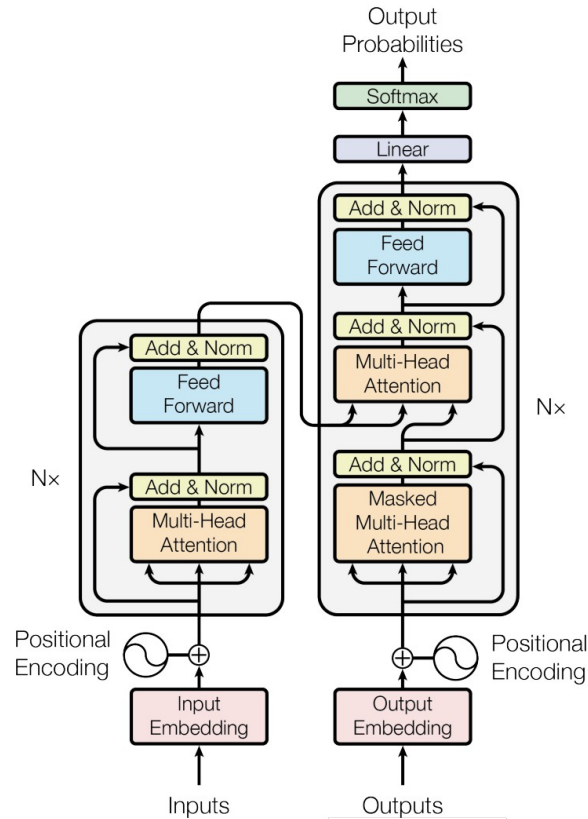 Output
Probabilities
Softmax
Linear
Add & Norm
Feed
Forward
Add & Norm
Multi-Head
Attention
Add & Norm
Masked
Multi-Head
Attention
N×
Add & Norm
Feed
Forward
Add & Norm
Multi-Head
Attention
N×
Positional
Encoding
Positional
Encoding
Input
Embedding
Output
Embedding
Inputs
Outputs